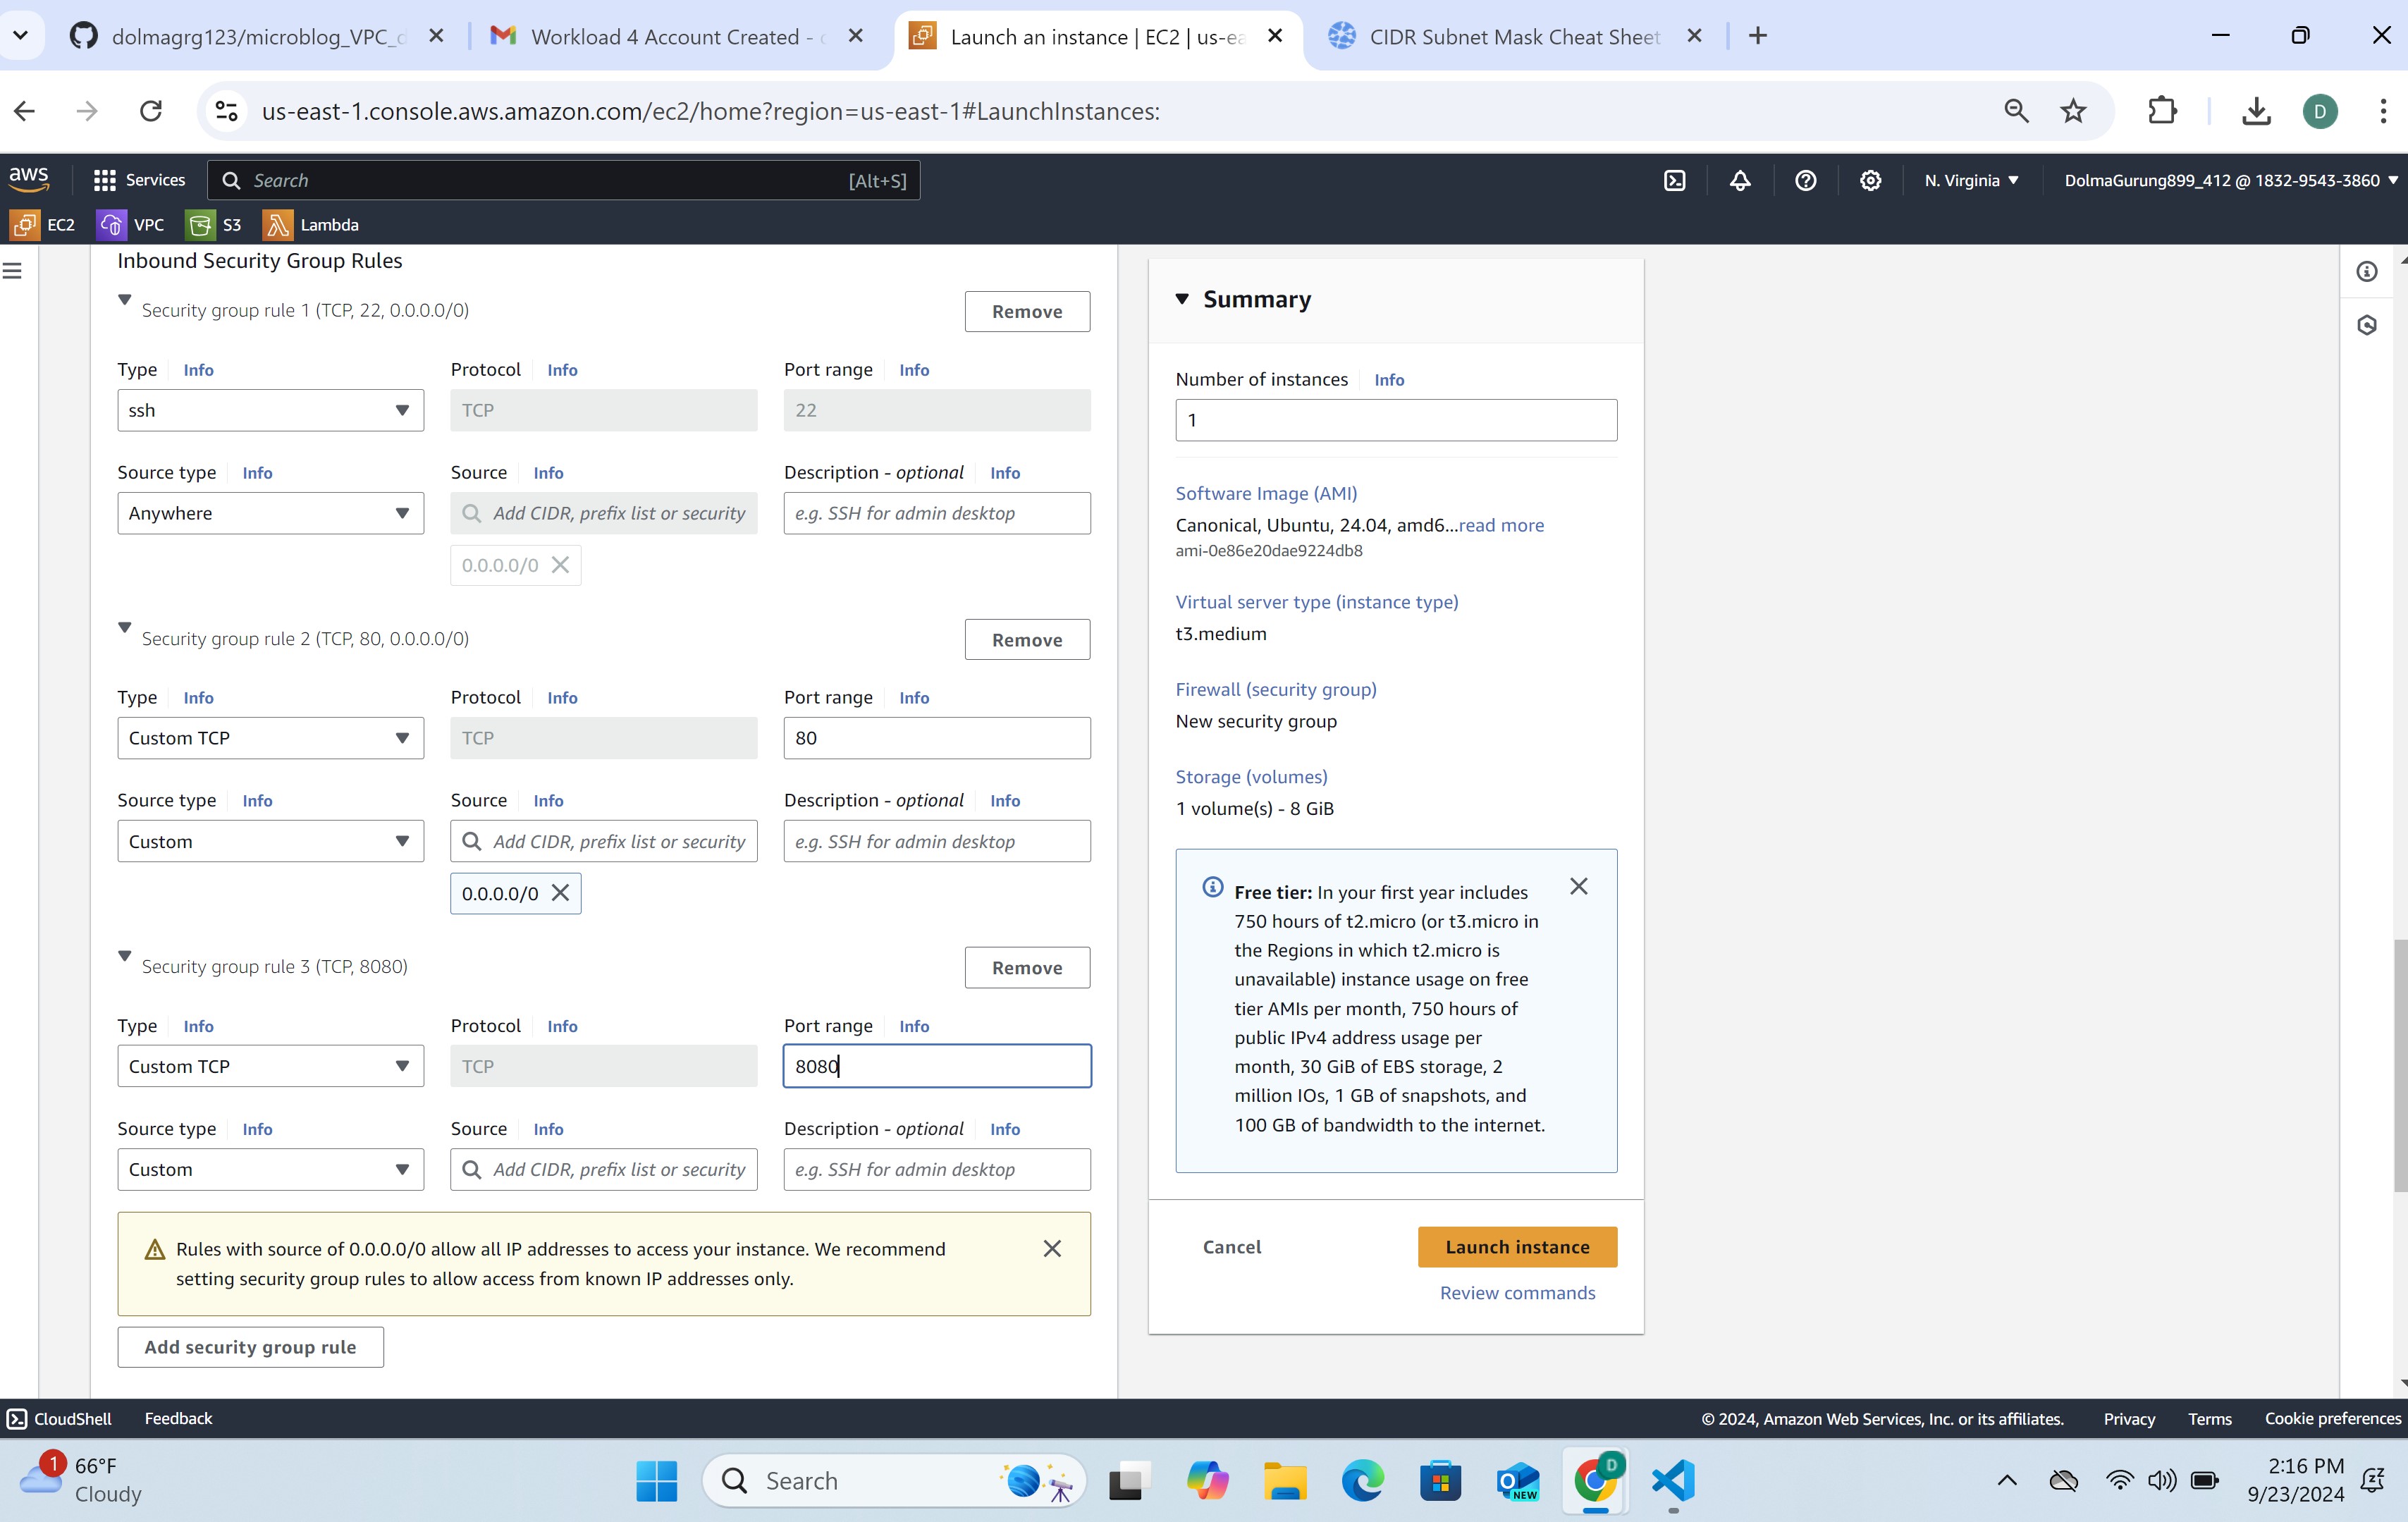 dolmagrg123/microblog_VPC_d
Workload 4 Account Created -
Launch an instance | EC2 | us-ea
CIDR Subnet Mask Cheat Sheet
us-east-1.console.aws.amazon.com/ec2/home?region=us-east-1#LaunchInstances:
D
aws
Services
Search
[Alt+S]
N. Virginia
DolmaGurung899_412 @ 1832-9543-3860
EC2
VPC
S3
Lambda
Inbound Security Group Rules
Security group rule 1 (TCP, 22, 0.0.0.0/0)
Remove
Type Info
Protocol Info
Port range Info
ssh
TCP
22
Source type Info
Source Info
Description - optional Info
Anywhere
Add CIDR, prefix list or security
e.g. SSH for admin desktop
0.0.0.0/0
Security group rule 2 (TCP, 80, 0.0.0.0/0)
Remove
Type Info
Protocol Info
Port range Info
Custom TCP
TCP
80
Source type Info
Source Info
Description - optional Info
Custom
Add CIDR, prefix list or security
e.g. SSH for admin desktop
0.0.0.0/0
Security group rule 3 (TCP, 8080)
Remove
Type Info
Protocol Info
Port range Info
Custom TCP
TCP
8080
Source type Info
Source Info
Description - optional Info
Custom
Add CIDR, prefix list or security
e.g. SSH for admin desktop
Rules with source of 0.0.0.0/0 allow all IP addresses to access your instance. We recommend
setting security group rules to allow access from known IP addresses only.
Add security group rule
Summary
Number of instances Info
1
Software Image (AMI)
Canonical, Ubuntu, 24.04, amd6...read more
ami-0e86e20dae9224db8
Virtual server type (instance type)
t3.medium
Firewall (security group)
New security group
Storage (volumes)
1 volume(s) - 8 GiB
Free tier: In your first year includes
750 hours of t2.micro (or t3.micro in
the Regions in which t2.micro is
unavailable) instance usage on free
tier AMIs per month, 750 hours of
public IPv4 address usage per
month, 30 GiB of EBS storage, 2
million IOs, 1 GB of snapshots, and
100 GB of bandwidth to the internet.
Cancel
Launch instance
Review commands
CloudShell
Feedback
© 2024, Amazon Web Services, Inc. or its affiliates.
Privacy
Terms
Cookie preferences
1
66°F
Cloudy
Search
NEW
D
2:16 PM
9/23/2024